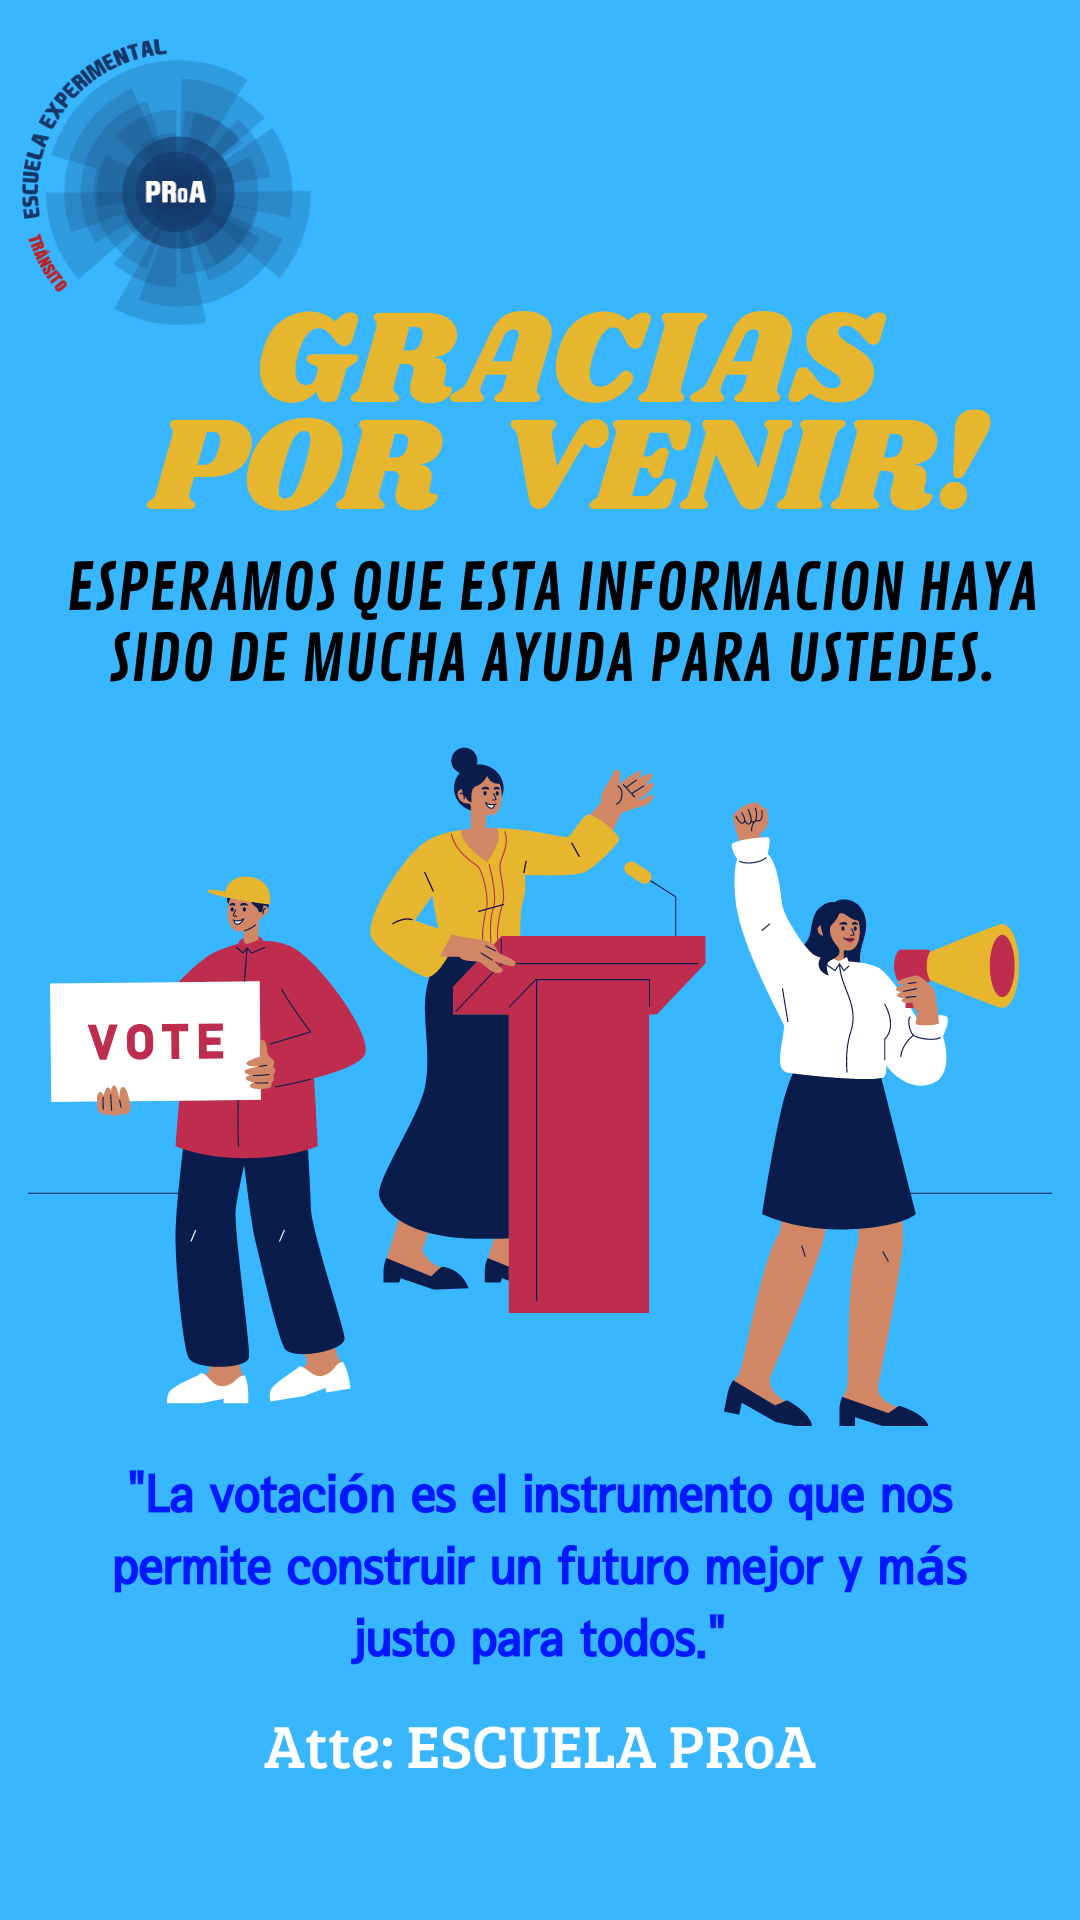 ESCUELA EXPERIMENTAL
PRoA
TRÁNSITO
GRACIAS
POR VENIR!
ESPERAMOS QUE ESTA INFORMACION HAYA
SIDO DE MUCHA AYUDA PARA USTEDES.
VOTE
"La votación es el instrumento que nos
permite construir un futuro mejor y más
justo para todos."
Atte: ESCUELA PRoA